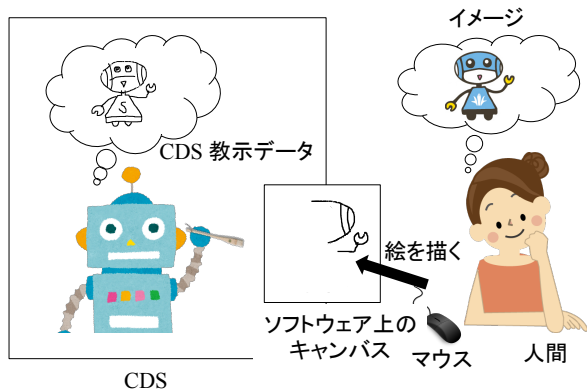 イメージ
CDS 教示データ
絵を描く
ソフトウェア上の
キャンバス
マウス
人間
CDS